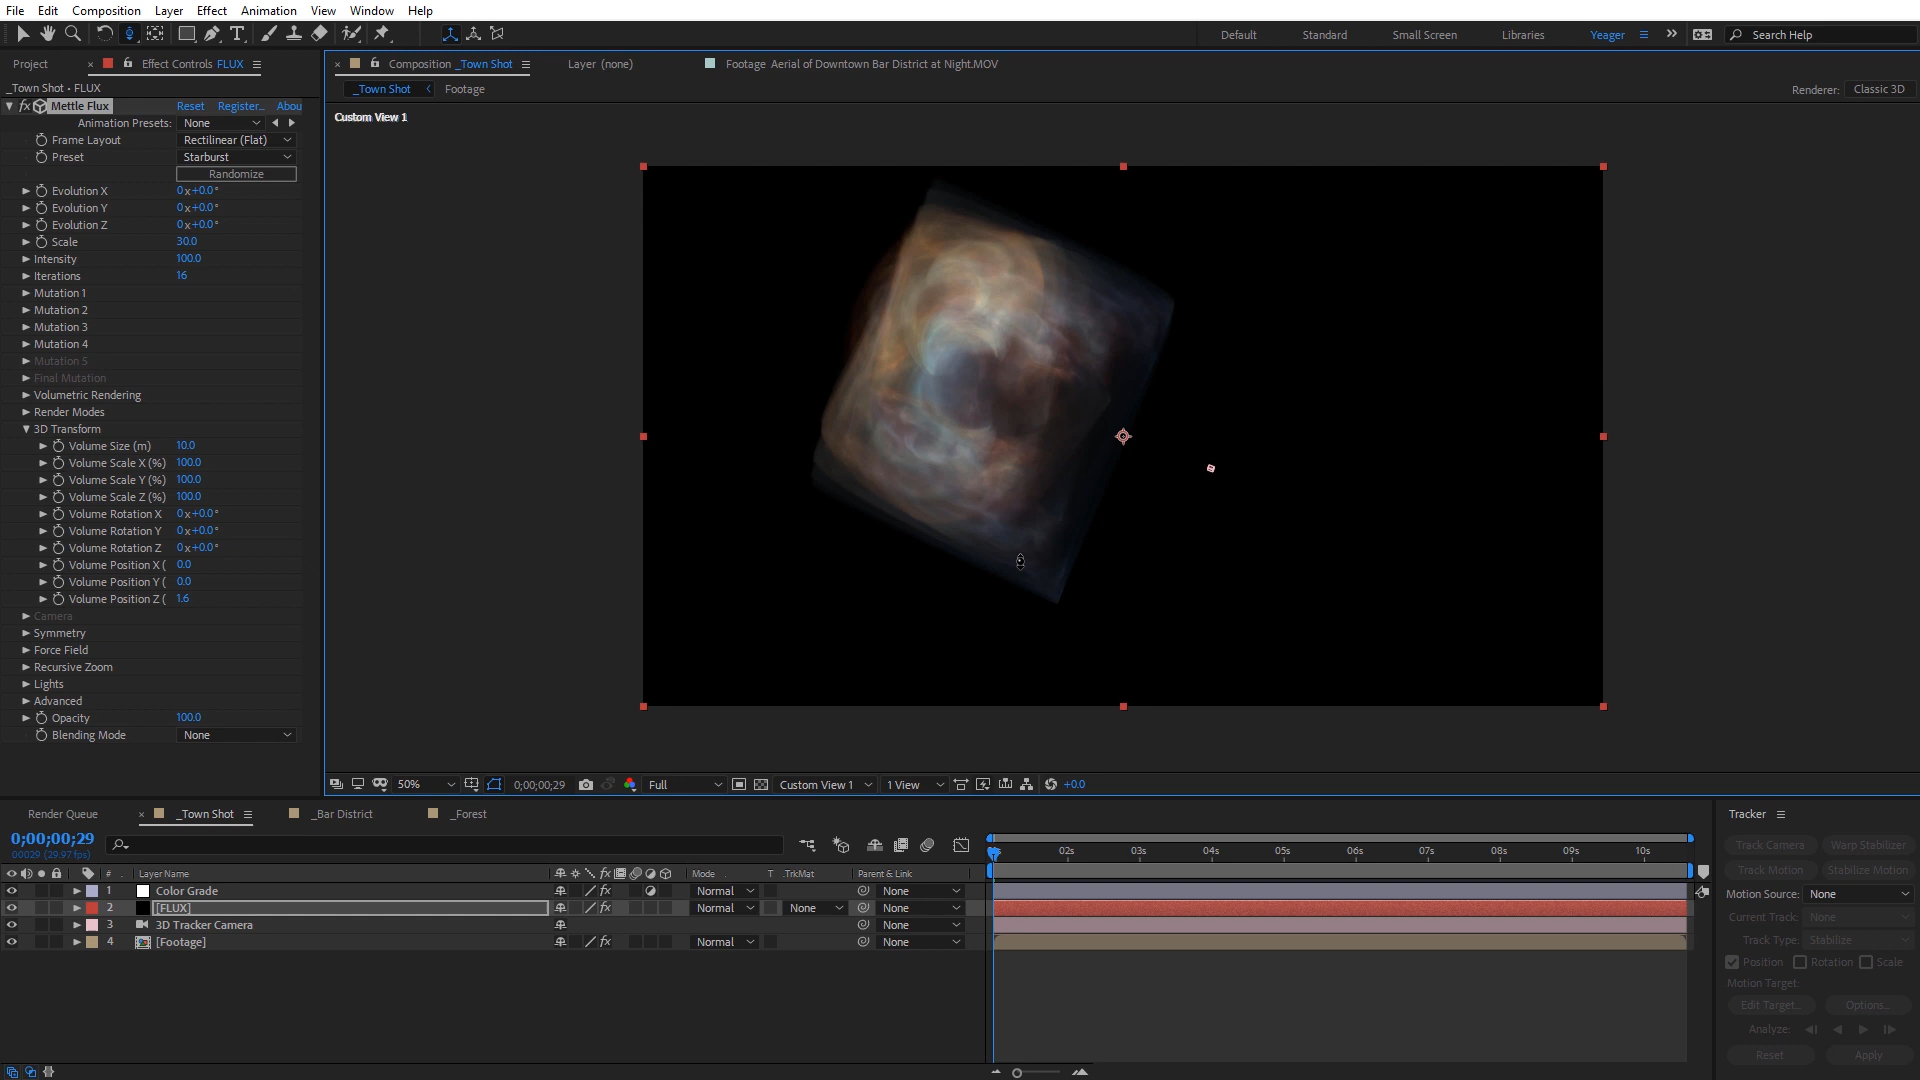 File Edit Composition Layer Effect Animation View Window Help
Default Standard Small Screen Libraries Yeager Search Help
Project Effect Controls FLUX Composition _Town Shot Layer (none) Footage Aerial of Downtown Bar District at Night.MOV
_Town Shot • FLUX
_Town Shot Footage Renderer: Classic 3D
fx Mettle Flux Reset Register... Abou
Custom View 1
Animation Presets: None
Frame Layout Rectilinear (Flat)
Preset Starburst
Randomize
Evolution X 0x+0.0°
Evolution Y 0x+0.0°
Evolution Z 0x+0.0°
Scale 30.0
Intensity 100.0
Iterations 16
Mutation 1
Mutation 2
Mutation 3
Mutation 4
Mutation 5
Final Mutation
Volumetric Rendering
Render Modes
3D Transform
Volume Size (m) 10.0
Volume Scale X (%) 100.0
Volume Scale Y (%) 100.0
Volume Scale Z (%) 100.0
Volume Rotation X 0x+0.0°
Volume Rotation Y 0x+0.0°
Volume Rotation Z 0x+0.0°
Volume Position X ( 0.0
Volume Position Y ( 0.0
Volume Position Z ( 1.6
Camera
Symmetry
Force Field
Recursive Zoom
Lights
Advanced
Opacity 100.0
Blending Mode None
50% 0;00;00;29 Full Custom View 1 1 View +0.0
Render Queue _Town Shot _Bar District _Forest
0;00;00;29
00029 (29.97 fps)
02s 03s 04s 05s 06s 07s 08s 09s 10s
# Layer Name fx Mode T .TrkMat Parent & Link
1 Color Grade fx Normal None
2 [FLUX] fx Normal None None
3 3D Tracker Camera None
4 [Footage] fx Normal None
Tracker
Track Camera Warp Stabilizer
Track Motion Stabilize Motion
Motion Source: None
Current Track: None
Track Type: Stabilize
Position Rotation Scale
Motion Target:
Edit Target... Options...
Analyze:
Reset Apply